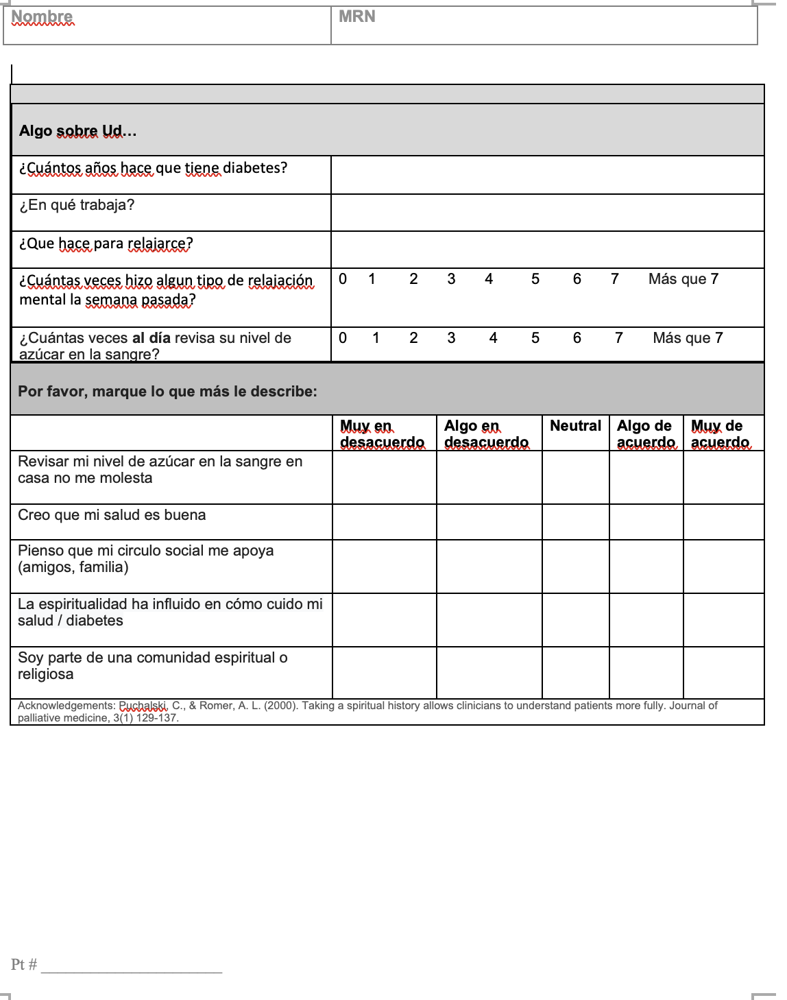 Nombre MRN
Algo sobre Ud...
¿Cuántos años hace que tiene diabetes?
¿En qué trabaja?
¿Que hace para relajarce?
¿Cuántas veces hizo algun tipo de relajación 0 1 2 3 4 5 6 7 Más que 7
mental la semana pasada?
¿Cuántas veces al día revisa su nivel de 0 1 2 3 4 5 6 7 Más que 7
azúcar en la sangre?
Por favor, marque lo que más le describe:
Muy en Algo en Neutral Algo de Muy de
desacuerdo desacuerdo acuerdo acuerdo
Revisar mi nivel de azúcar en la sangre en
casa no me molesta
Creo que mi salud es buena
Pienso que mi circulo social me apoya
(amigos, familia)
La espiritualidad ha influido en cómo cuido mi
salud / diabetes
Soy parte de una comunidad espiritual o
religiosa
Acknowledgements: Puchalski, C., & Romer, A. L. (2000). Taking a spiritual history allows clinicians to understand patients more fully. Journal of
palliative medicine, 3(1) 129-137.
Pt # ______________________